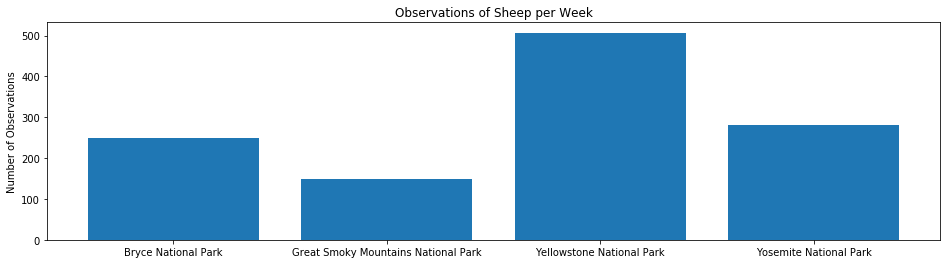 Observations of Sheep per Week
Number of Observations
500
400
300
200
100
0
Bryce National Park
Great Smoky Mountains National Park
Yellowstone National Park
Yosemite National Park